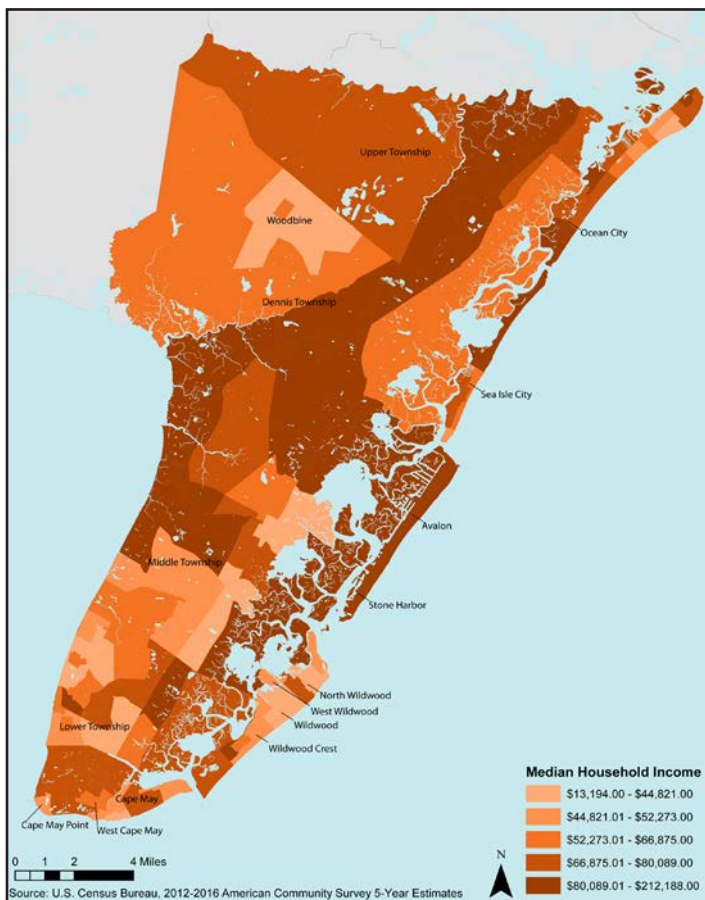 Upper Township
Woodbine
Ocean City
Dennis Township
Sea Isle City
Avalon
Middle Township
Stone Harbor
North Wildwood
West Wildwood
Wildwood
Lower Township
Wildwood Crest
Cape May
Cape May Point
West Cape May
Median Household Income
$13,194.00 - $44,821.00
$44,821.01 - $52,273.00
$52,273.01 - $66,875.00
$66,875.01 - $80,089.00
$80,089.01 - $212,188.00
0 1 2 4 Miles
N
Source: U.S. Census Bureau, 2012-2016 American Community Survey 5-Year Estimates